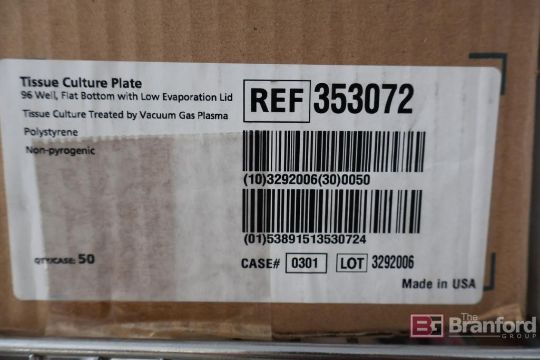 Tissue Culture Plate
96 Well, Flat Bottom with Low Evaporation Lid
Tissue Culture Treated by Vacuum Gas Plasma
Polystyrene
Non-pyrogenic
QTY/CASE: 50
REF 353072
(10)3292006(30)0050
(01)53891513530724
CASE# 0301 LOT 3292006
Made in USA
BG The
Branford
GROUP